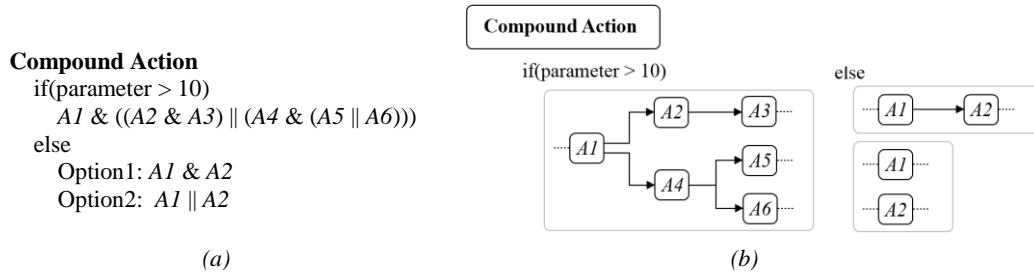 Compound Action
if(parameter > 10)
A1 & ((A2 & A3) || (A4 & (A5 || A6)))
else
Option1: A1 & A2
Option2: A1 || A2
(a)
Compound Action
if(parameter > 10)
A1
A2
A3
A4
A5
A6
else
A1
A2
A1
A2
(b)